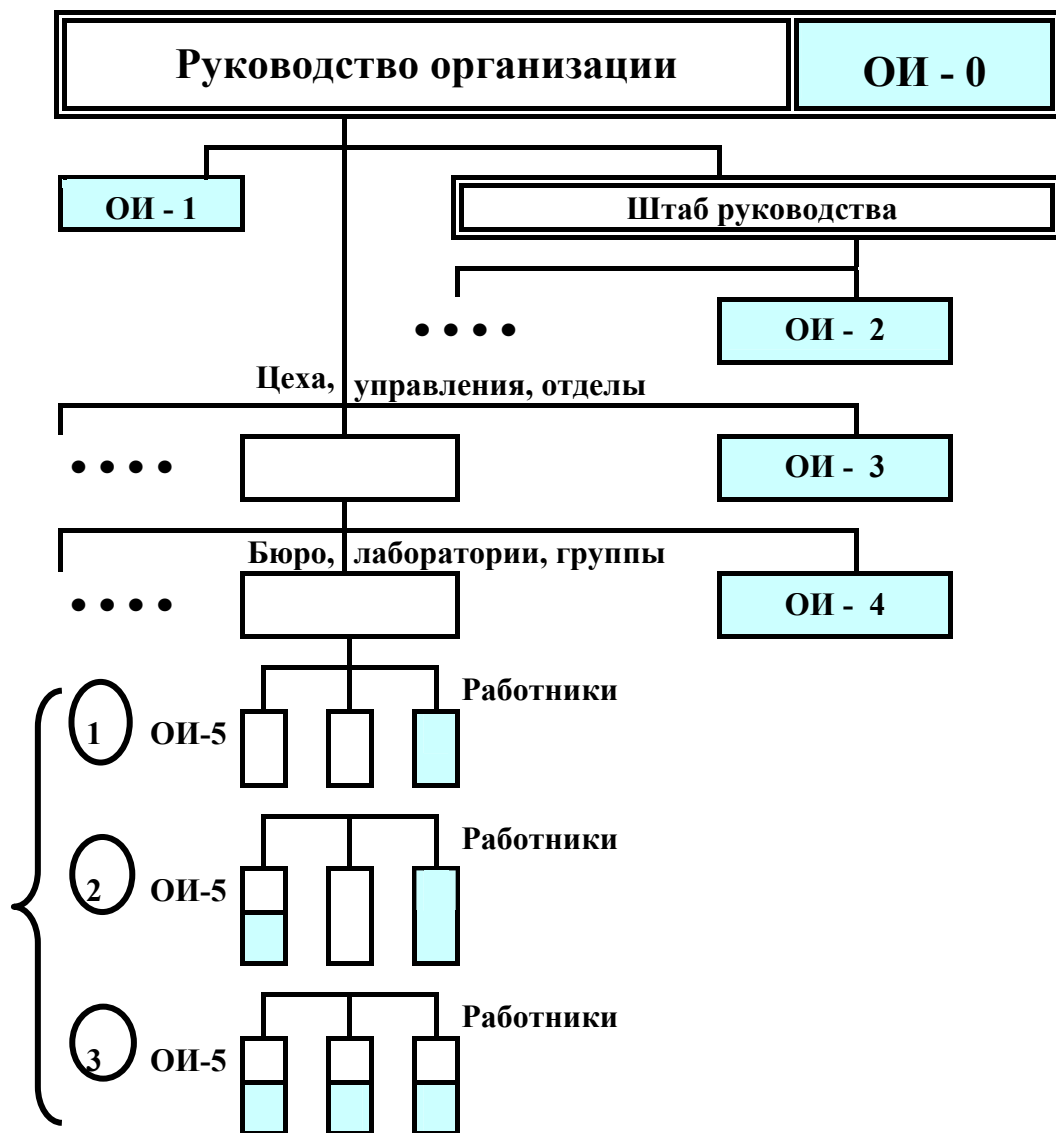 Руководство организации
ОИ - 0
ОИ - 1
Штаб руководства
ОИ - 2
Цеха, управления, отделы
ОИ - 3
Бюро, лаборатории, группы
ОИ - 4
Работники
1
ОИ-5
Работники
2
ОИ-5
Работники
3
ОИ-5